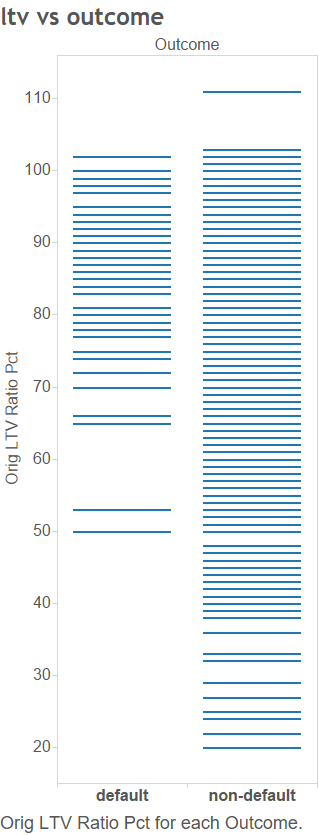 ltv vs outcome
Outcome
110
100
90
80
70
60
50
40
30
20
Orig LTV Ratio Pct
default non-default
Orig LTV Ratio Pct for each Outcome.